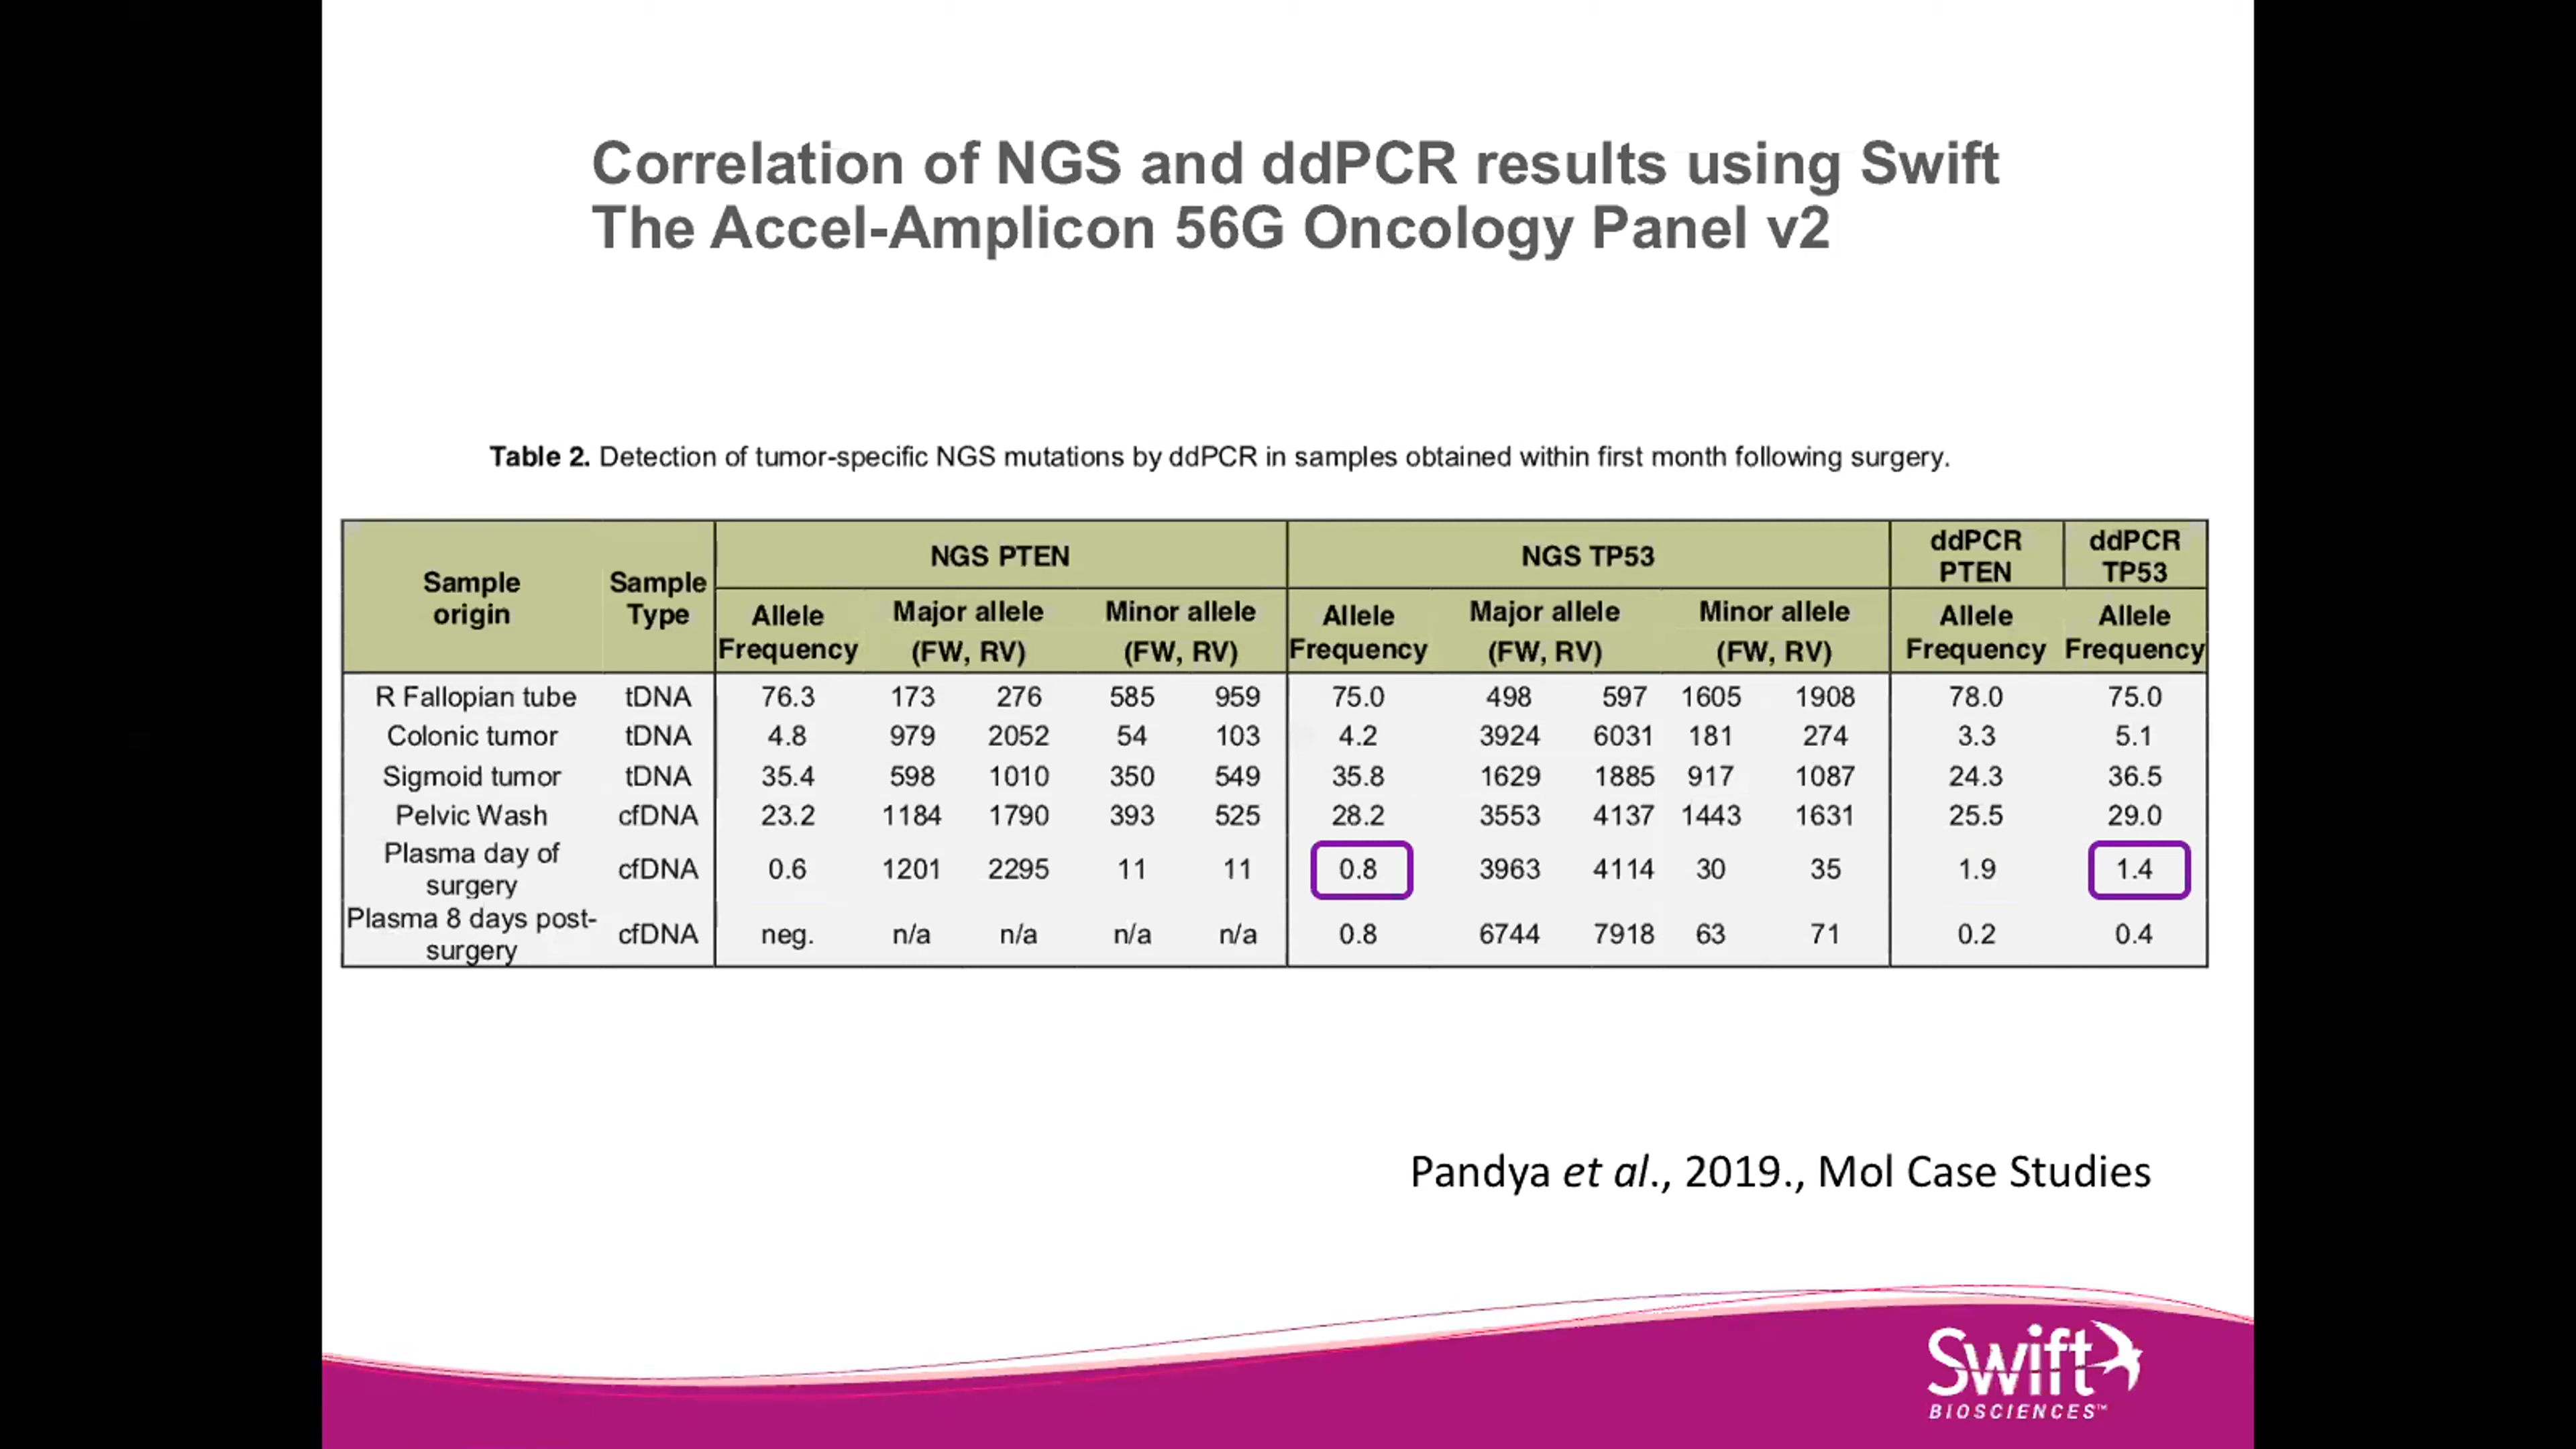 Correlation of NGS and ddPCR results using Swift
The Accel-Amplicon 56G Oncology Panel v2
Table 2. Detection of tumor-specific NGS mutations by ddPCR in samples obtained within first month following surgery.
Sample origin Sample Type NGS PTEN NGS TP53 ddPCR PTEN ddPCR TP53
Allele Frequency Major allele (FW, RV) Minor allele (FW, RV) Allele Frequency Major allele (FW, RV) Minor allele (FW, RV) Allele Frequency Allele Frequency
R Fallopian tube tDNA 76.3 173 276 585 959 75.0 498 597 1605 1908 78.0 75.0
Colonic tumor tDNA 4.8 979 2052 54 103 4.2 3924 6031 181 274 3.3 5.1
Sigmoid tumor tDNA 35.4 598 1010 350 549 35.8 1629 1885 917 1087 24.3 36.5
Pelvic Wash cfDNA 23.2 1184 1790 393 525 28.2 3553 4137 1443 1631 25.5 29.0
Plasma day of surgery cfDNA 0.6 1201 2295 11 11 0.8 3963 4114 30 35 1.9 1.4
Plasma 8 days post-surgery cfDNA neg. n/a n/a n/a n/a 0.8 6744 7918 63 71 0.2 0.4
Pandya et al., 2019., Mol Case Studies
Swift
BIOSCIENCES™